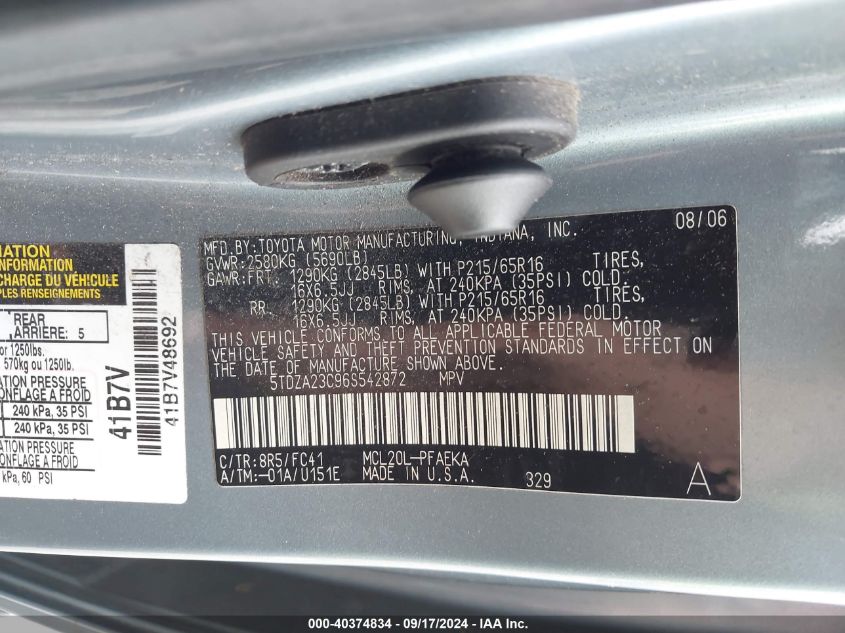 08/06
MFD.BY:TOYOTA MOTOR MANUFACTURING, INDIANA, INC.
GVWR:2580KG (5690LB)
GAWR:FRT. 1290KG (2845LB) WITH P215/65R16 TIRES,
16X6.5JJ RIMS, AT 240KPA (35PSI) COLD.
RR. 1290KG (2845LB) WITH P215/65R16 TIRES,
16X6.5JJ RIMS, AT 240KPA (35PSI) COLD.
THIS VEHICLE CONFORMS TO ALL APPLICABLE FEDERAL MOTOR
VEHICLE SAFETY AND THEFT PREVENTION STANDARDS IN EFFECT ON
THE DATE OF MANUFACTURE SHOWN ABOVE.
5TDZA23C96S542872 MPV
C/TR:8R5/FC41 MCL20L-PFAEKA
A/TM:-01A/U151E MADE IN U.S.A. 329 A
INFORMATION
CHARGE DU VÉHICULE
PLES RENSEIGNEMENTS
REAR
ARRIÈRE: 5
or 1250lbs.
570kg ou 1250lb.
ATION PRESSURE
ONFLAGE A FROID
240 kPa, 35 PSI
240 kPa, 35 PSI
ATION PRESSURE
ONFLAGE A FROID
kPa, 60 PSI
41B7V
41B7V48692
000-40374834 - 09/17/2024 - IAA Inc.